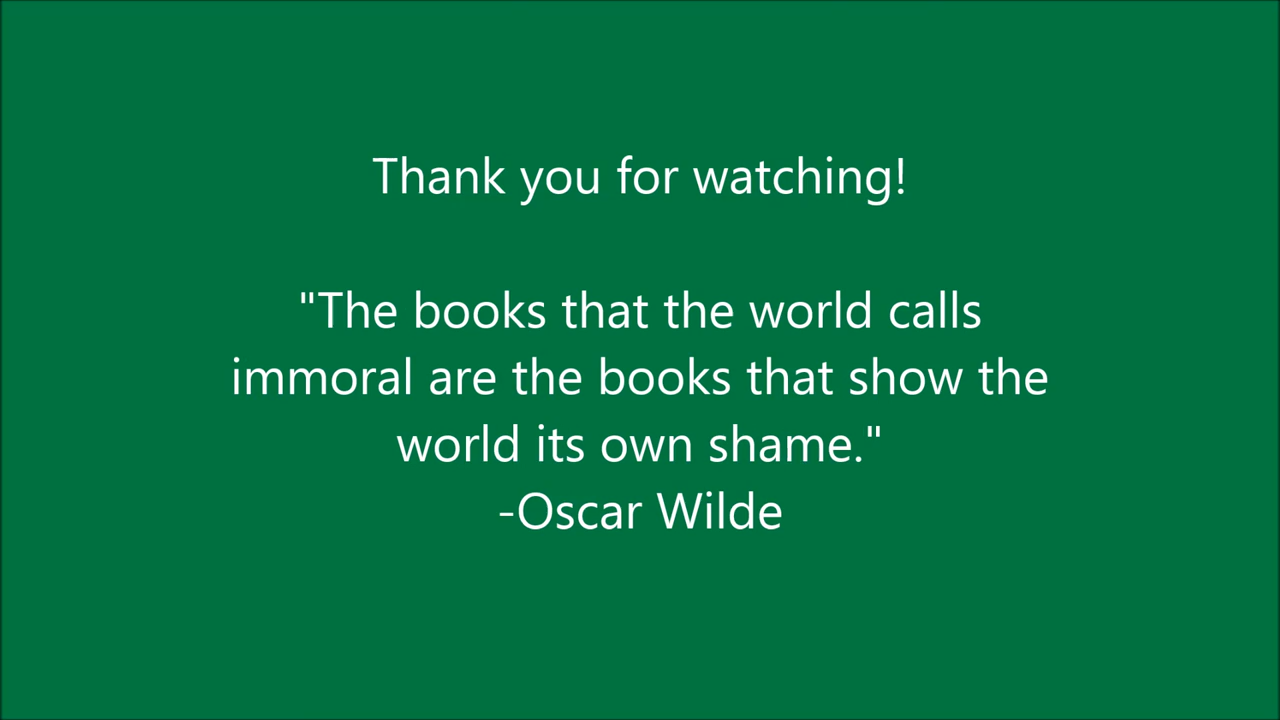 Thank you for watching!
"The books that the world calls
immoral are the books that show the
world its own shame."
-Oscar Wilde